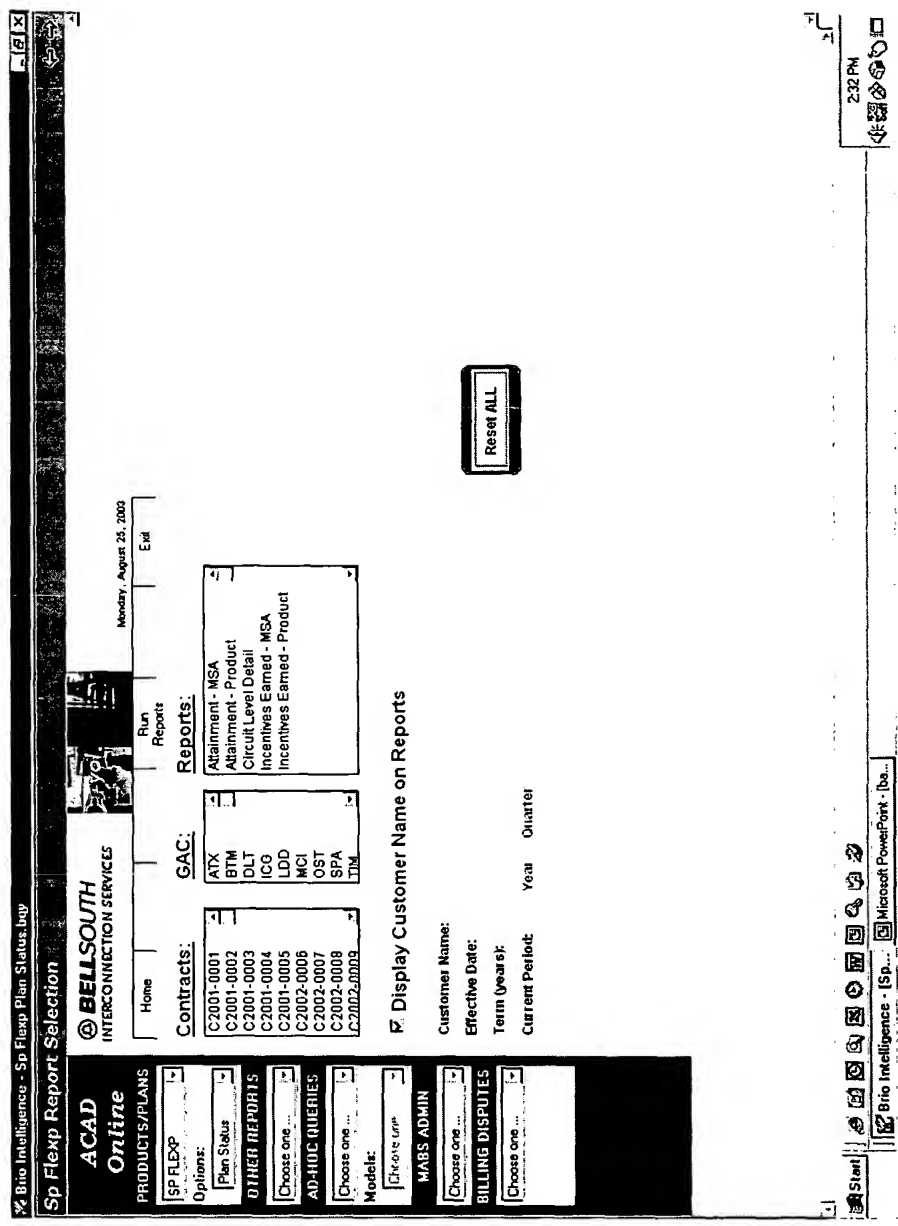 Brio Intelligence - Sp Flexp Plan Status.bqy
Sp Flexp Report Selection
ACAD
Online
PRODUCTS/PLANS
SP FLEXP
Options:
Plan Status
OTHER REPORTS
Choose one ...
AD-HOC QUERIES
Choose one ...
Models:
Choose one
MABS ADMIN
Choose one ...
BILLING DISPUTES
Choose one ...
BELLSOUTH
INTERCONNECTION SERVICES
Monday, August 25, 2003
Home
Run
Reports
Exit
Contracts:
C2001-0001
C2001-0002
C2001-0003
C2001-0004
C2001-0005
C2002-0006
C2002-0007
C2002-0008
C2002-0009
GAC:
ATX
BTM
DLT
ICG
LDD
MCI
OST
SPA
TIM
Reports:
Attainment - MSA
Attainment - Product
Circuit Level Detail
Incentives Earned - MSA
Incentives Earned - Product
Display Customer Name on Reports
Customer Name:
Effective Date:
Term (years):
Current Period: Year Quarter
Reset ALL
Start
Brio Intelligence - [Sp...
Microsoft PowerPoint - [ba...
2:32 PM